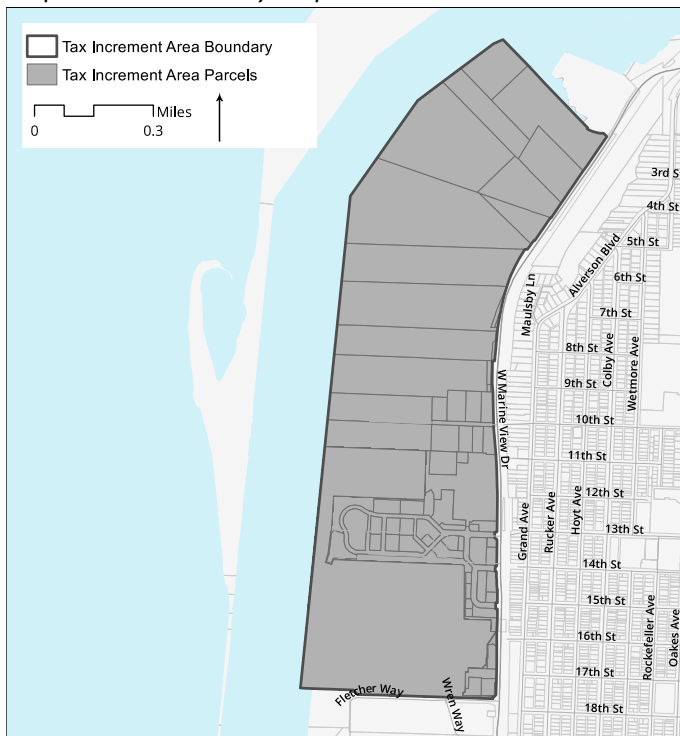 Tax Increment Area Boundary
Tax Increment Area Parcels
Miles
0 0.3
3rd S
4th St
5th St
Alverson Blvd
6th St
Maulsby Ln
7th St
8th St
Colby Ave
Wetmore Ave
9th St
W Marine View Dr
10th St
11th St
12th St
Grand Ave
Rucker Ave
Hoyt Ave
13th St
14th St
15th St
Rockefeller Ave
Oakes Ave
16th St
17th St
Fletcher Way
Wren Way
18th St